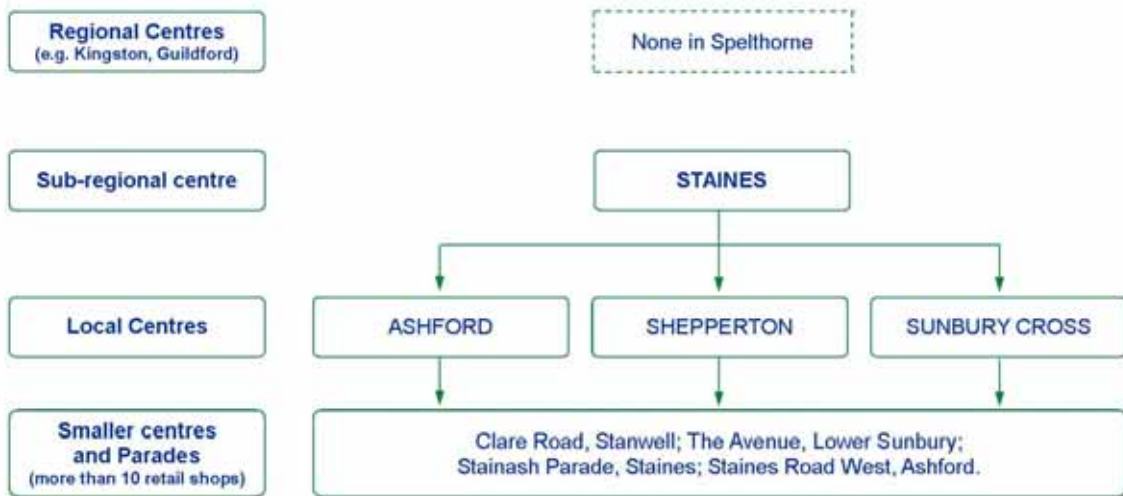 Regional Centres
(e.g. Kingston, Guildford)
None in Spelthorne
Sub-regional centre
STAINES
Local Centres
ASHFORD
SHEPPERTON
SUNBURY CROSS
Smaller centres
and Parades
(more than 10 retail shops)
Clare Road, Stanwell; The Avenue, Lower Sunbury;
Stainash Parade, Staines; Staines Road West, Ashford.